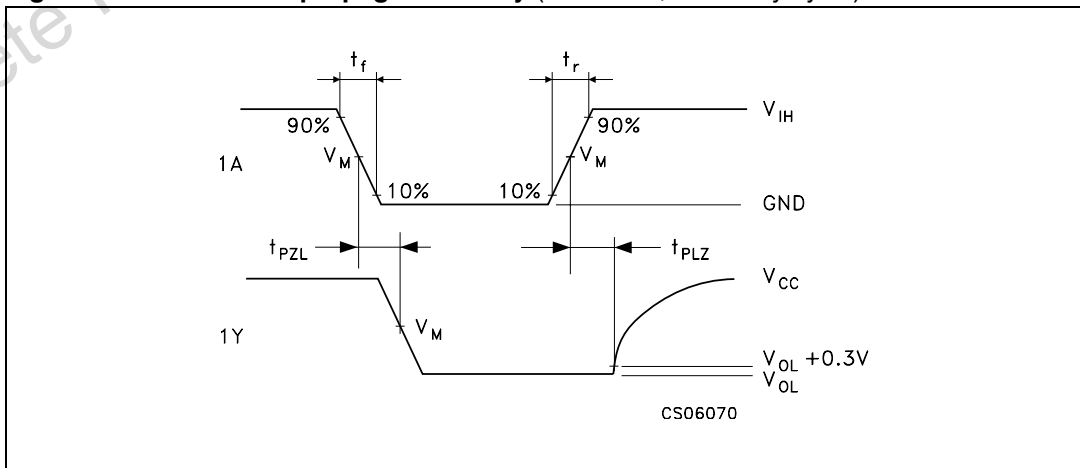 t_f
t_r
90%
90%
V_IH
1A
V_M
V_M
10%
10%
GND
t_PZL
t_PLZ
V_CC
1Y
V_M
V_OL +0.3V
V_OL
CS06070